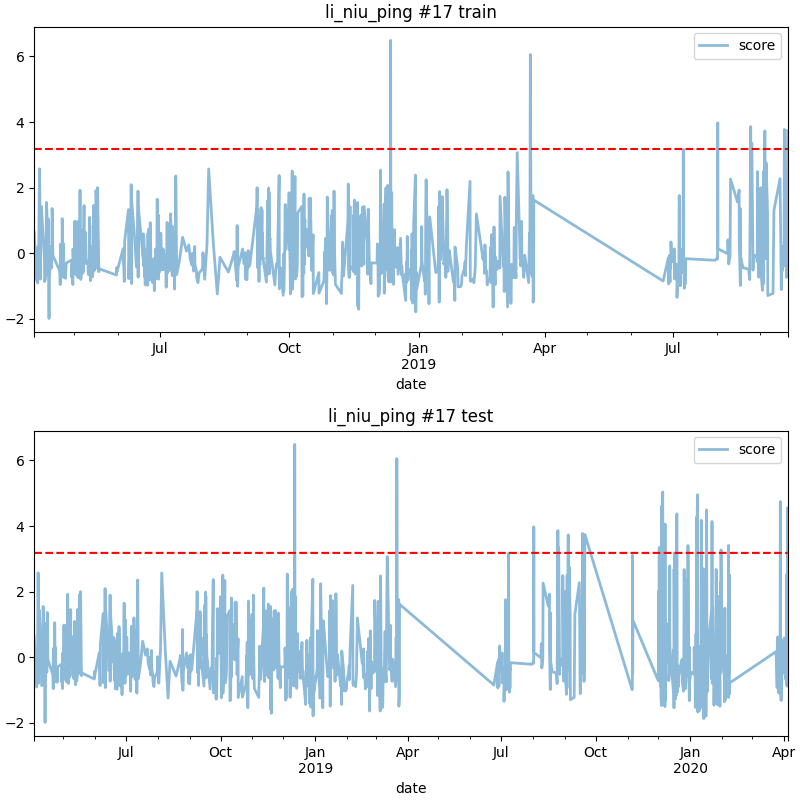 li_niu_ping #17 train
score
6
4
2
0
−2
Jul
Oct
Jan
2019
Apr
Jul
date
li_niu_ping #17 test
score
6
4
2
0
−2
Jul
Oct
Jan
2019
Apr
Jul
Oct
Jan
2020
Apr
date